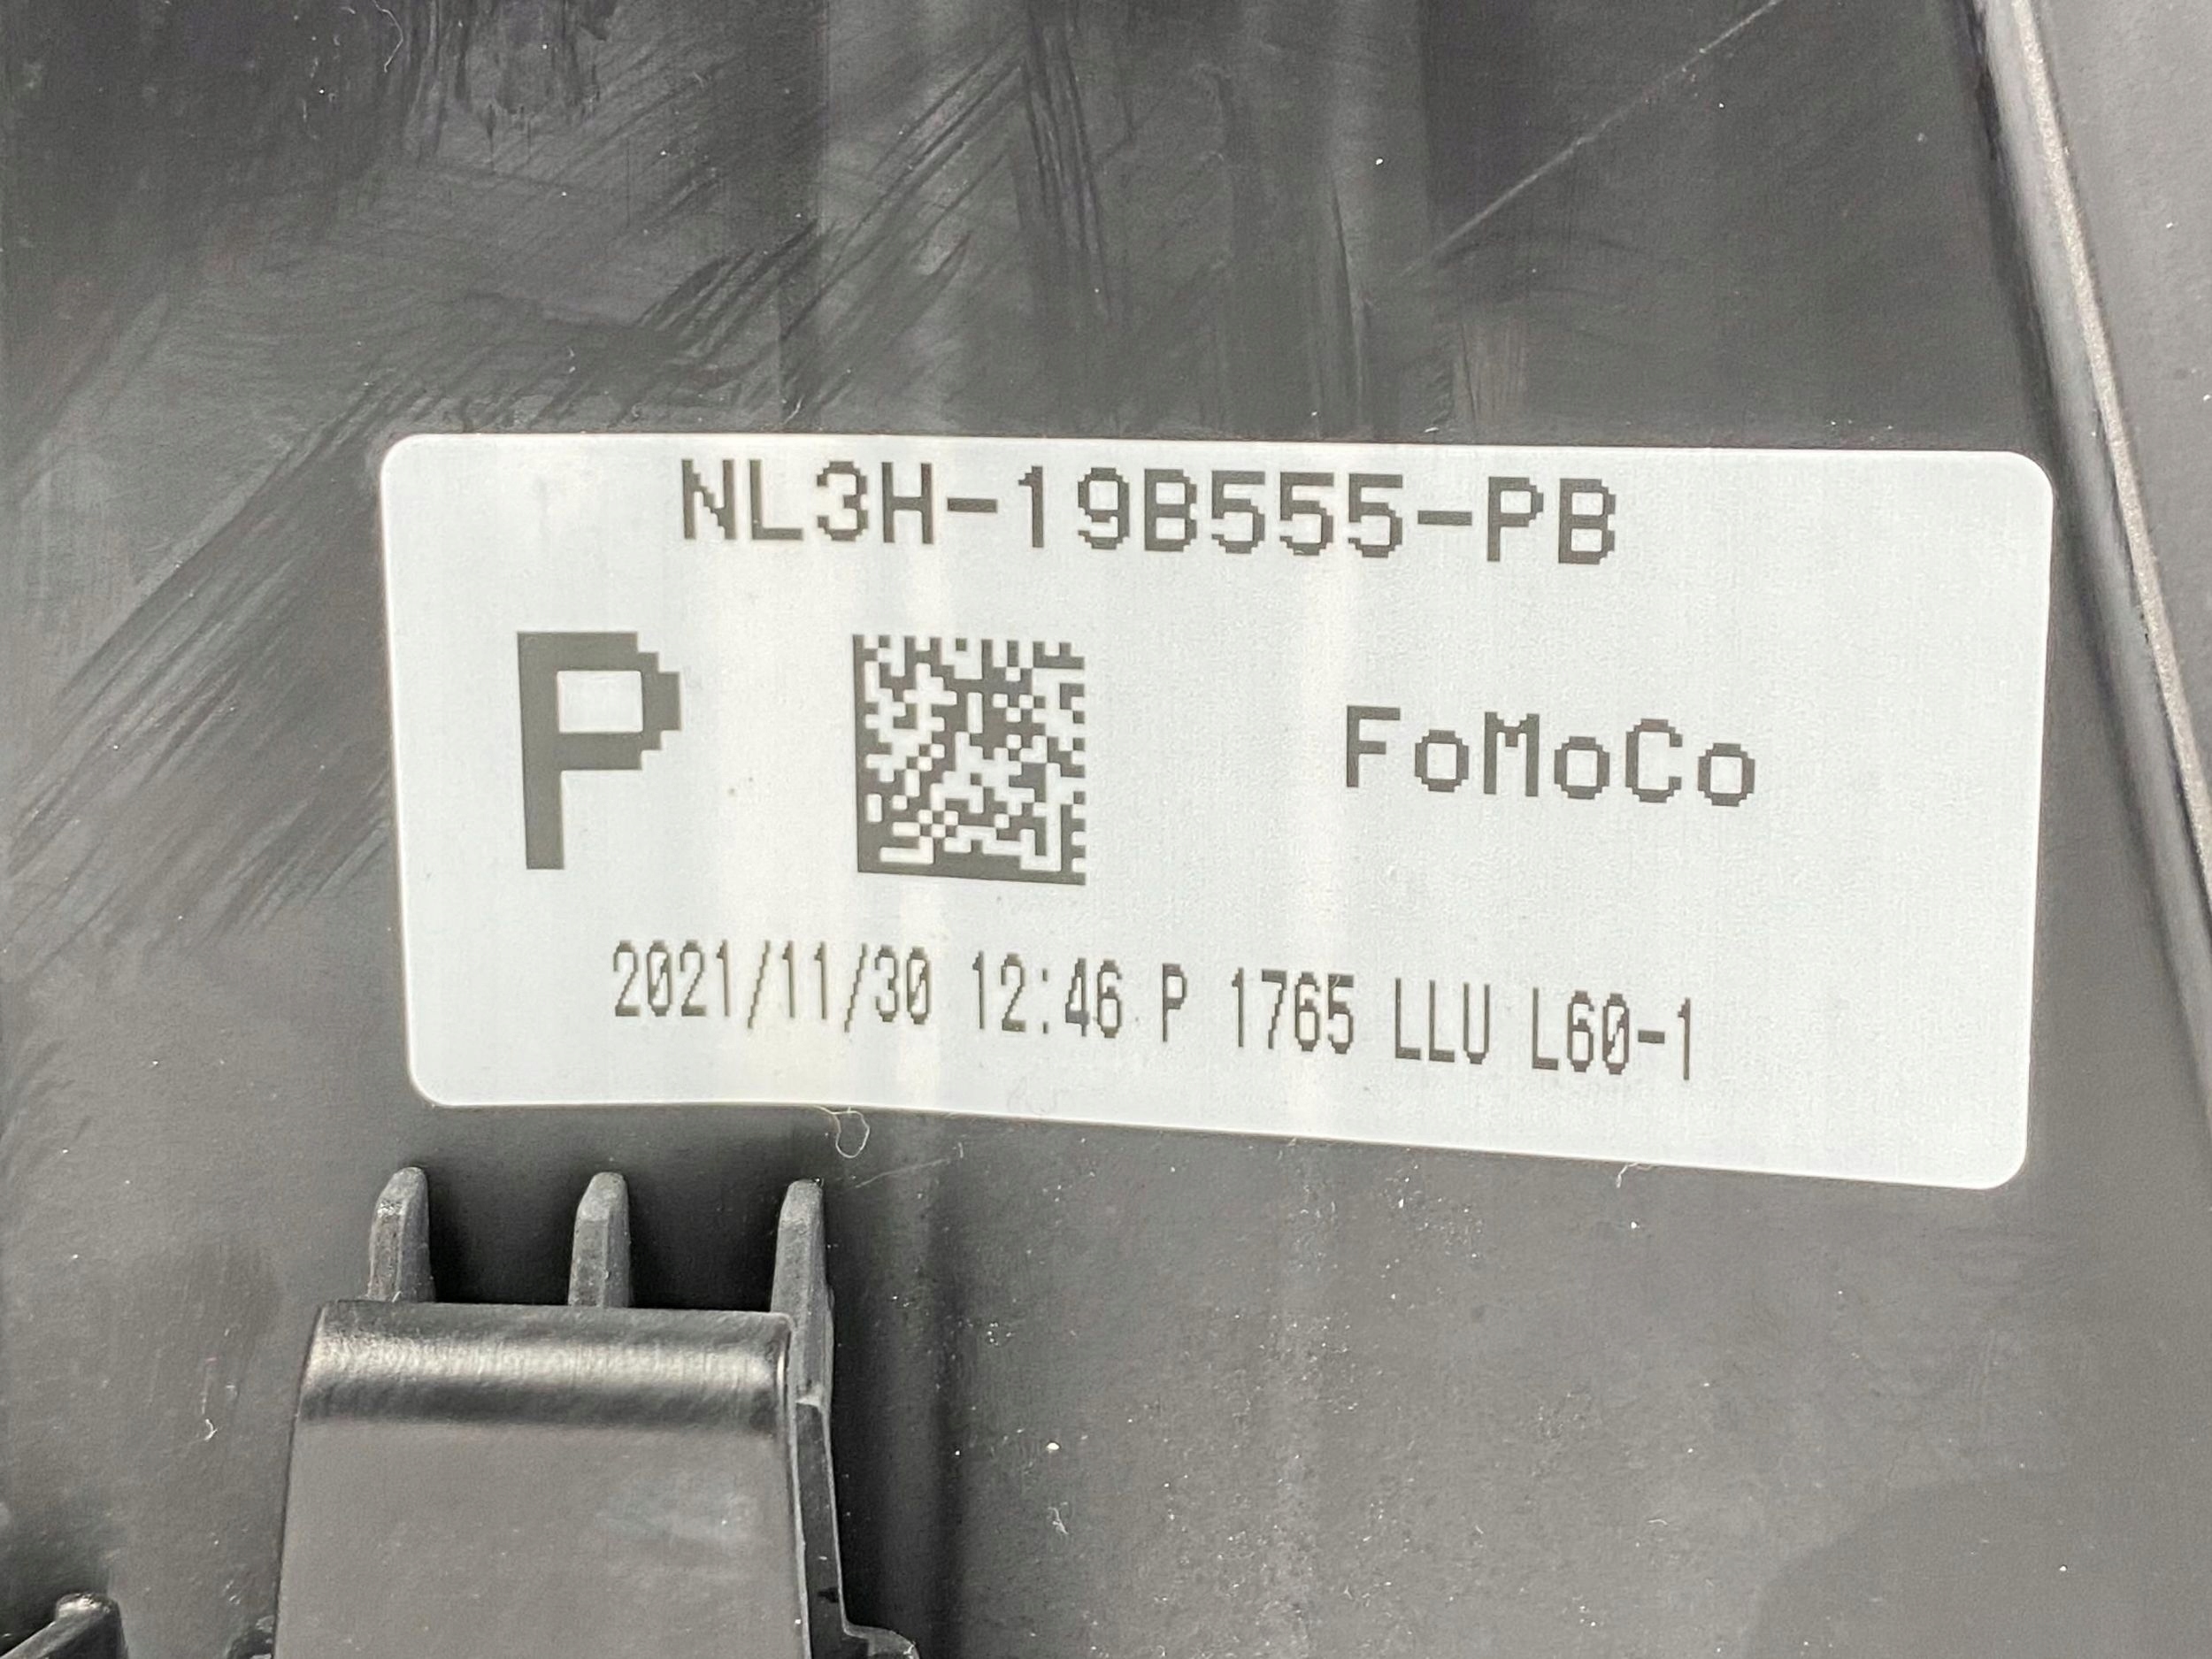 NL3H-19B555-PB
P
FoMoCo
2021/11/30 12:46 P 1765 LLU L60-1